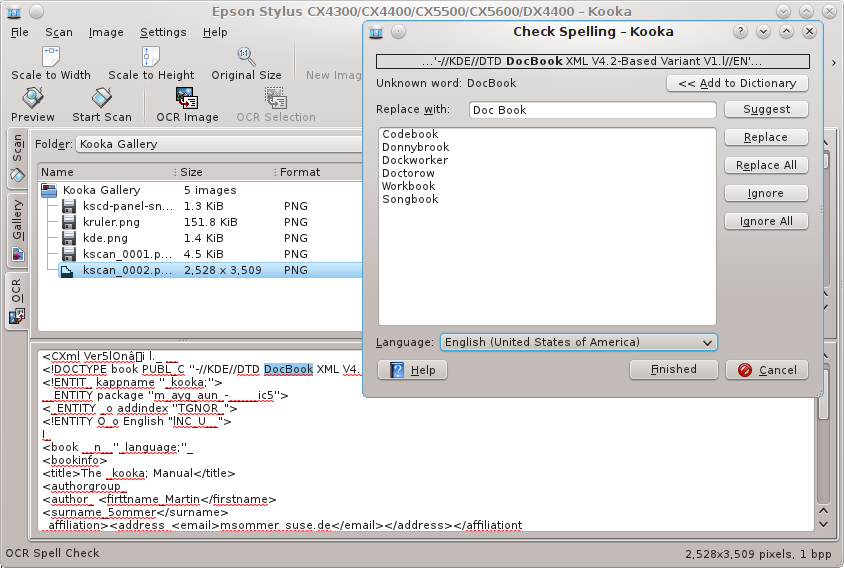 Epson Stylus CX4300/CX4400/CX5500/CX5600/DX4400 – Kooka
File Scan Image Settings Help
Scale to Width Scale to Height Original Size New Imag
Preview Start Scan OCR Image OCR Selection
Scan
Gallery
OCR
Folder: Kooka Gallery
Name Size Format
Kooka Gallery 5 images
kscd-panel-sn... 1.3 KiB PNG
kruler.png 151.8 KiB PNG
kde.png 1.4 KiB PNG
kscan_0001.p... 4.5 KiB PNG
kscan_0002.p... 2,528 x 3,509 PNG
Check Spelling – Kooka
...'-//KDE//DTD DocBook XML V4.2-Based Variant V1.l//EN'...
Unknown word: DocBook
<< Add to Dictionary
Replace with: Doc Book
Suggest
Codebook
Donnybrook
Dockworker
Doctorow
Workbook
Songbook
Replace
Replace All
Ignore
Ignore All
Language: English (United States of America)
Help Finished Cancel
<!DOCTYPE book PUBL_C "-//KDE//DTD DocBook XML V4.
<!ENTIT_ kappname "_kooka;">
__ENTITY package "m_ayg_aun_-_____ic5">
<_ENTITY _o addindex "TGNOR_">
<!ENTITY O_o English "lNC_U__">
l_
<book __n__"_language;"_
<bookinfo>
<title>The _kooka; Manual</title>
<authorgroup_
<author_ <firttname_Martin</firstname>
<surname_5ommer</surname>
_affiliation><address_<email>msommer_suse.de</email></address></affiliationt
OCR Spell Check
2,528x3,509 pixels, 1 bpp